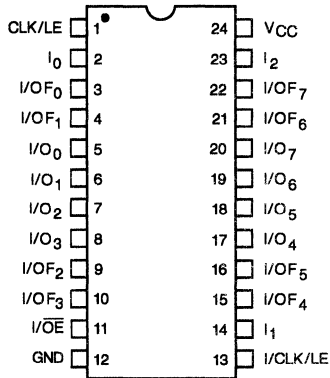 CLK/LE 1 24 VCC
I0 2 23 I2
I/OF0 3 22 I/OF7
I/OF1 4 21 I/OF6
I/O0 5 20 I/O7
I/O1 6 19 I/O6
I/O2 7 18 I/O5
I/O3 8 17 I/O4
I/OF2 9 16 I/OF5
I/OF3 10 15 I/OF4
I/O̅E̅ 11 14 I1
GND 12 13 I/CLK/LE